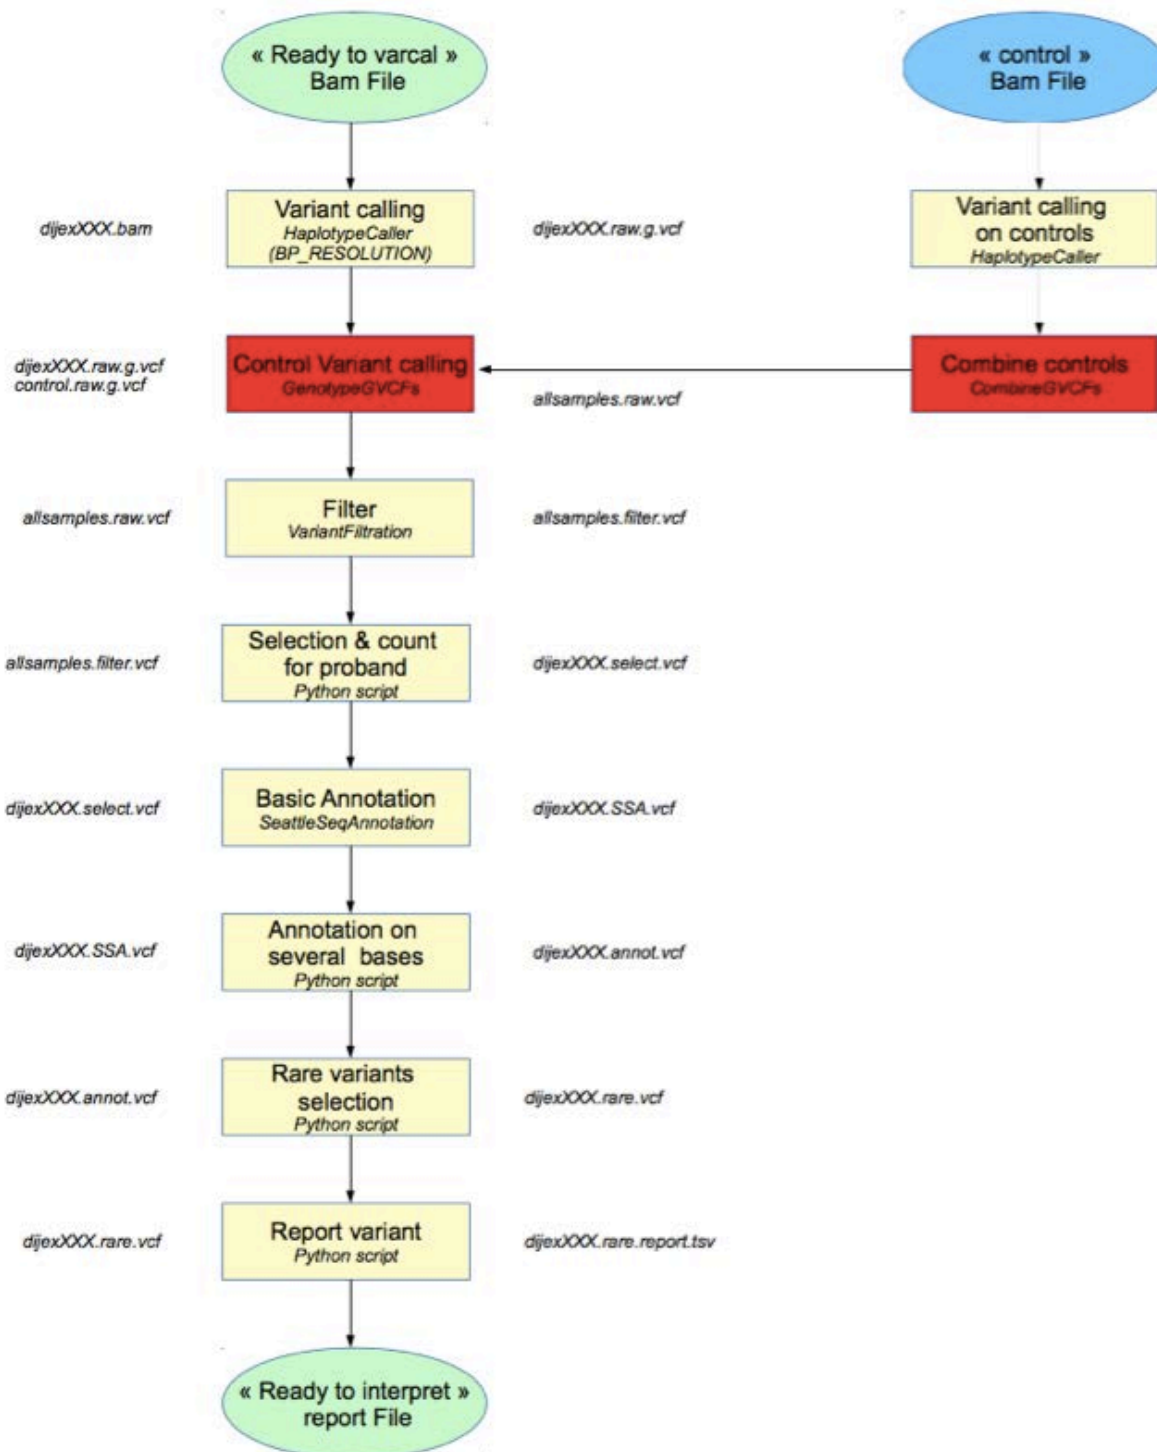 « Ready to varcal »
Bam File
« control »
Bam File
dijexXXX.bam
Variant calling
HaplotypeCaller
(BP_RESOLUTION)
dijexXXX.raw.g.vcf
Variant calling
on controls
HaplotypeCaller
dijexXXX.raw.g.vcf
control.raw.g.vcf
Control Variant calling
GenotypeGVCFs
allsamples.raw.vcf
Combine controls
CombineGVCFs
allsamples.raw.vcf
Filter
VariantFiltration
allsamples.filter.vcf
allsamples.filter.vcf
Selection & count
for proband
Python script
dijexXXX.select.vcf
dijexXXX.select.vcf
Basic Annotation
SeattleSeqAnnotation
dijexXXX.SSA.vcf
dijexXXX.SSA.vcf
Annotation on
several bases
Python script
dijexXXX.annot.vcf
dijexXXX.annot.vcf
Rare variants
selection
Python script
dijexXXX.rare.vcf
dijexXXX.rare.vcf
Report variant
Python script
dijexXXX.rare.report.tsv
« Ready to interpret »
report File